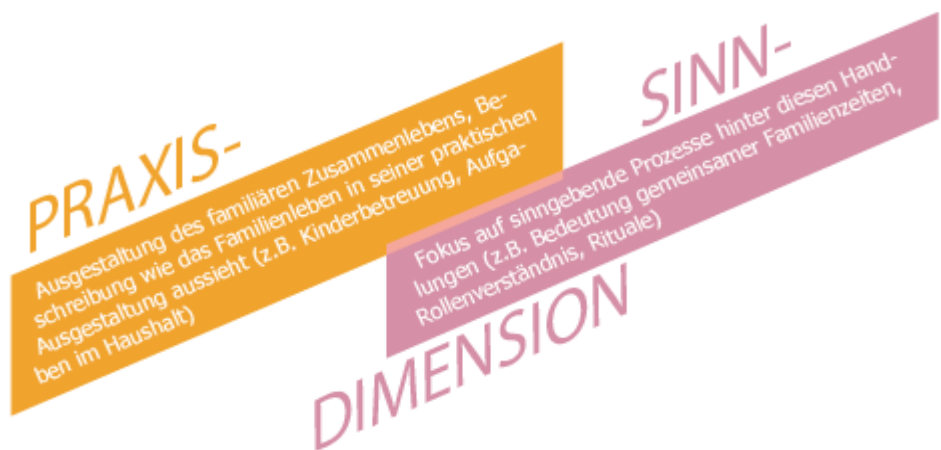 PRAXIS-
Ausgestaltung des familiären Zusammenlebens, Be-
schreibung wie das Familienleben in seiner praktischen
Ausgestaltung aussieht (z.B. Kinderbetreuung, Aufga-
ben im Haushalt)
SINN-
Fokus auf sinngebende Prozesse hinter diesen Hand-
lungen (z.B. Bedeutung gemeinsamer Familienzeiten,
Rollenverständnis, Rituale)
DIMENSION